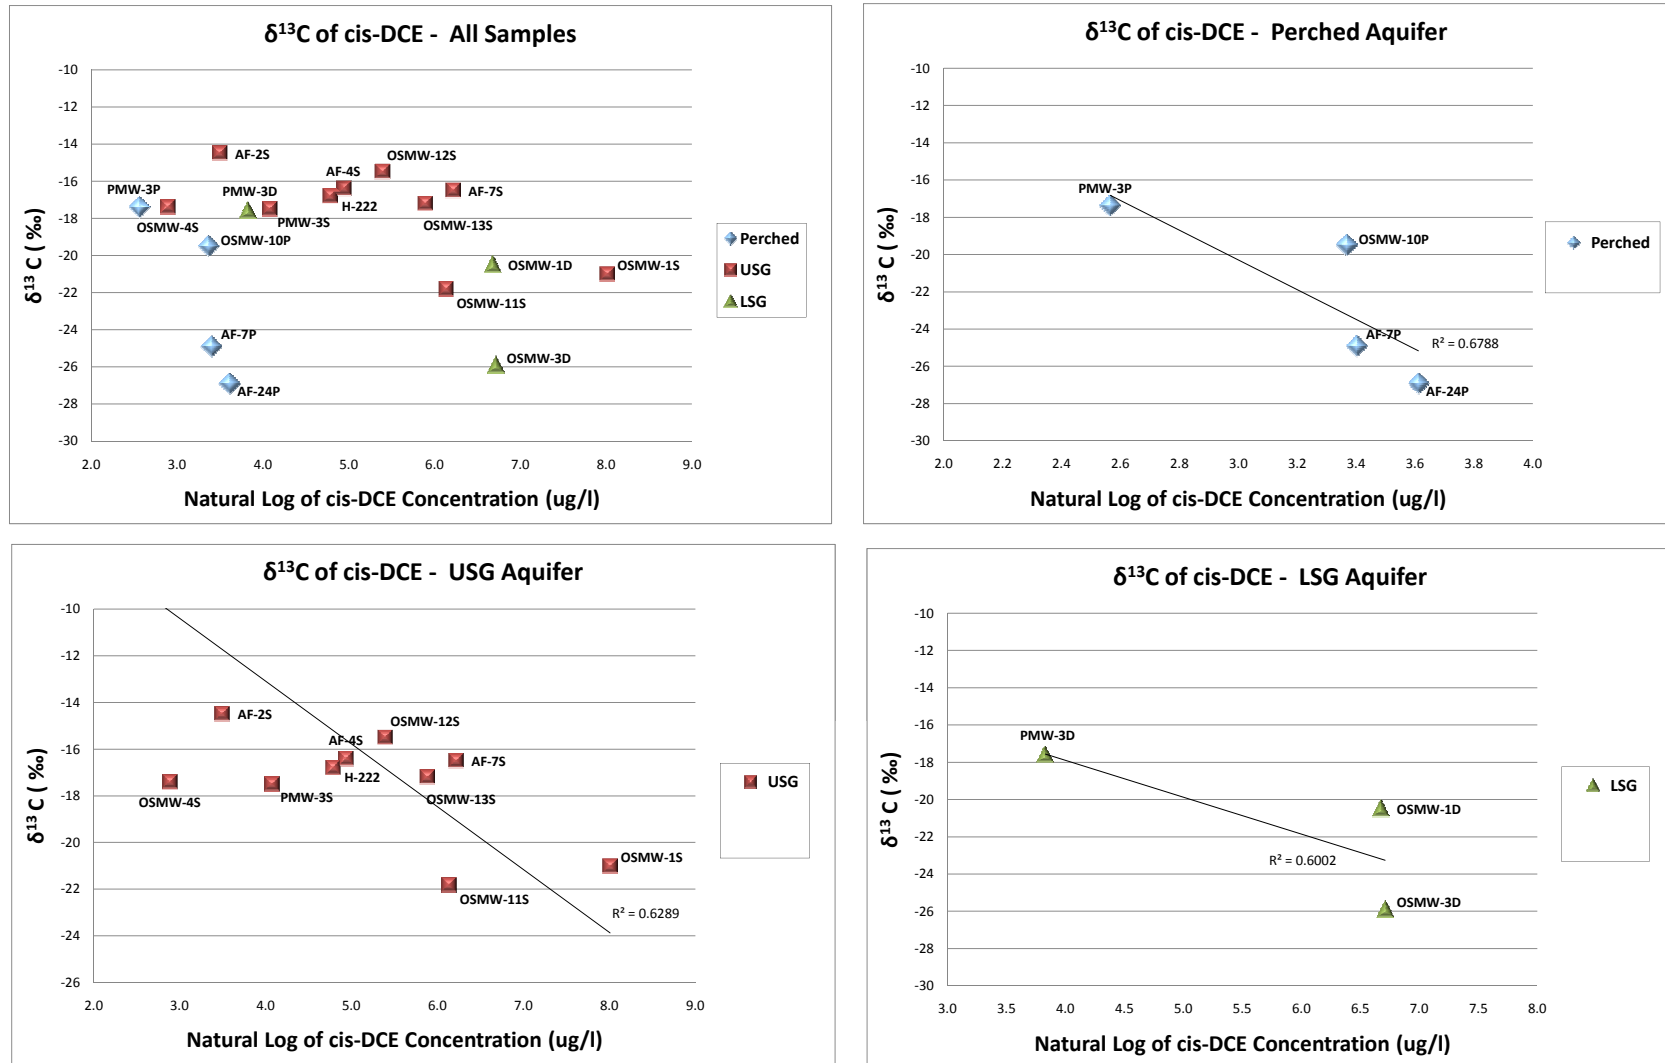 δ¹³C of cis-DCE - All Samples
δ¹³ C ( ‰)
-10
-12
-14
-16
-18
-20
-22
-24
-26
-28
-30
AF-2S
OSMW-12S
AF-4S
PMW-3P
PMW-3D
AF-7S
H-222
OSMW-4S
PMW-3S
OSMW-13S
OSMW-10P
OSMW-1D
OSMW-1S
OSMW-11S
AF-7P
OSMW-3D
AF-24P
2.0 3.0 4.0 5.0 6.0 7.0 8.0 9.0
Natural Log of cis-DCE Concentration (ug/l)
Perched
USG
LSG
δ¹³C of cis-DCE - Perched Aquifer
δ¹³ C ( ‰)
-10
-12
-14
-16
-18
-20
-22
-24
-26
-28
-30
PMW-3P
OSMW-10P
AF-7P
R² = 0.6788
AF-24P
2.0 2.2 2.4 2.6 2.8 3.0 3.2 3.4 3.6 3.8 4.0
Natural Log of cis-DCE Concentration (ug/l)
Perched
δ¹³C of cis-DCE - USG Aquifer
δ¹³ C ( ‰)
-10
-12
-14
-16
-18
-20
-22
-24
-26
AF-2S
OSMW-12S
AF-4S
AF-7S
H-222
OSMW-4S
PMW-3S
OSMW-13S
OSMW-1S
OSMW-11S
R² = 0.6289
2.0 3.0 4.0 5.0 6.0 7.0 8.0 9.0
Natural Log of cis-DCE Concentration (ug/l)
USG
δ¹³C of cis-DCE - LSG Aquifer
δ¹³ C ( ‰)
-10
-12
-14
-16
-18
-20
-22
-24
-26
-28
-30
PMW-3D
OSMW-1D
R² = 0.6002
OSMW-3D
3.0 3.5 4.0 4.5 5.0 5.5 6.0 6.5 7.0 7.5 8.0
Natural Log of cis-DCE Concentration (ug/l)
LSG